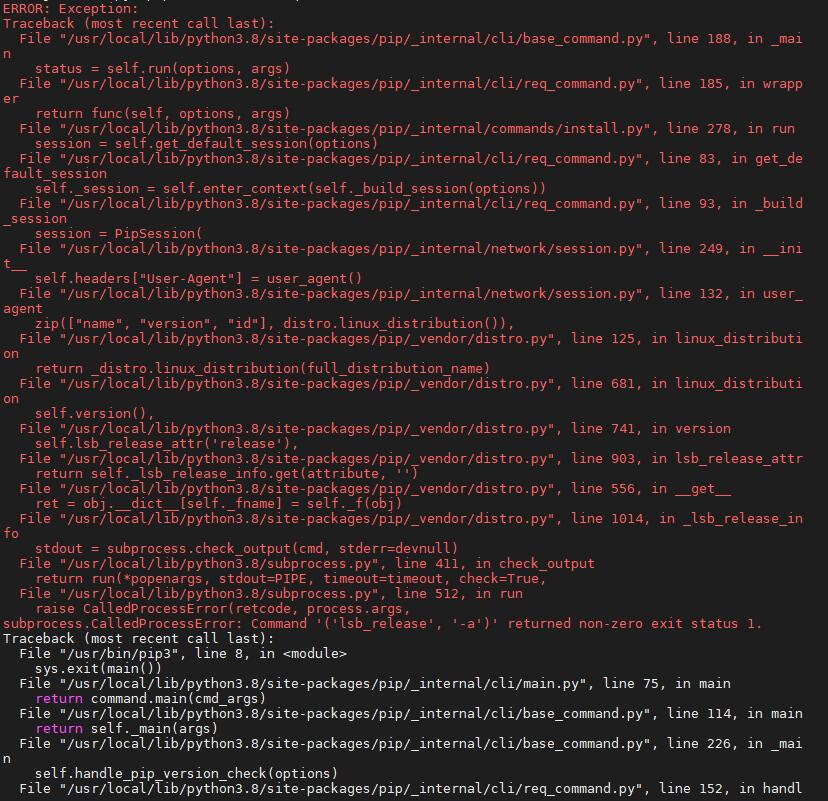 ERROR: Exception:
Traceback (most recent call last):
  File "/usr/local/lib/python3.8/site-packages/pip/_internal/cli/base_command.py", line 188, in _mai
n
    status = self.run(options, args)
  File "/usr/local/lib/python3.8/site-packages/pip/_internal/cli/req_command.py", line 185, in wrapp
er
    return func(self, options, args)
  File "/usr/local/lib/python3.8/site-packages/pip/_internal/commands/install.py", line 278, in run
    session = self.get_default_session(options)
  File "/usr/local/lib/python3.8/site-packages/pip/_internal/cli/req_command.py", line 83, in get_de
fault_session
    self._session = self.enter_context(self._build_session(options))
  File "/usr/local/lib/python3.8/site-packages/pip/_internal/cli/req_command.py", line 93, in _build
_session
    session = PipSession(
  File "/usr/local/lib/python3.8/site-packages/pip/_internal/network/session.py", line 249, in __ini
t__
    self.headers["User-Agent"] = user_agent()
  File "/usr/local/lib/python3.8/site-packages/pip/_internal/network/session.py", line 132, in user_
agent
    zip(["name", "version", "id"], distro.linux_distribution()),
  File "/usr/local/lib/python3.8/site-packages/pip/_vendor/distro.py", line 125, in linux_distributi
on
    return _distro.linux_distribution(full_distribution_name)
  File "/usr/local/lib/python3.8/site-packages/pip/_vendor/distro.py", line 681, in linux_distributi
on
    self.version(),
  File "/usr/local/lib/python3.8/site-packages/pip/_vendor/distro.py", line 741, in version
    self.lsb_release_attr('release'),
  File "/usr/local/lib/python3.8/site-packages/pip/_vendor/distro.py", line 903, in lsb_release_attr
    return self._lsb_release_info.get(attribute, '')
  File "/usr/local/lib/python3.8/site-packages/pip/_vendor/distro.py", line 556, in __get__
    ret = obj.__dict__[self._fname] = self._f(obj)
  File "/usr/local/lib/python3.8/site-packages/pip/_vendor/distro.py", line 1014, in _lsb_release_in
fo
    stdout = subprocess.check_output(cmd, stderr=devnull)
  File "/usr/local/lib/python3.8/subprocess.py", line 411, in check_output
    return run(*popenargs, stdout=PIPE, timeout=timeout, check=True,
  File "/usr/local/lib/python3.8/subprocess.py", line 512, in run
    raise CalledProcessError(retcode, process.args,
subprocess.CalledProcessError: Command '('lsb_release', '-a')' returned non-zero exit status 1.
Traceback (most recent call last):
  File "/usr/bin/pip3", line 8, in <module>
    sys.exit(main())
  File "/usr/local/lib/python3.8/site-packages/pip/_internal/cli/main.py", line 75, in main
    return command.main(cmd_args)
  File "/usr/local/lib/python3.8/site-packages/pip/_internal/cli/base_command.py", line 114, in main
    return self._main(args)
  File "/usr/local/lib/python3.8/site-packages/pip/_internal/cli/base_command.py", line 226, in _mai
n
    self.handle_pip_version_check(options)
  File "/usr/local/lib/python3.8/site-packages/pip/_internal/cli/req_command.py", line 152, in handl